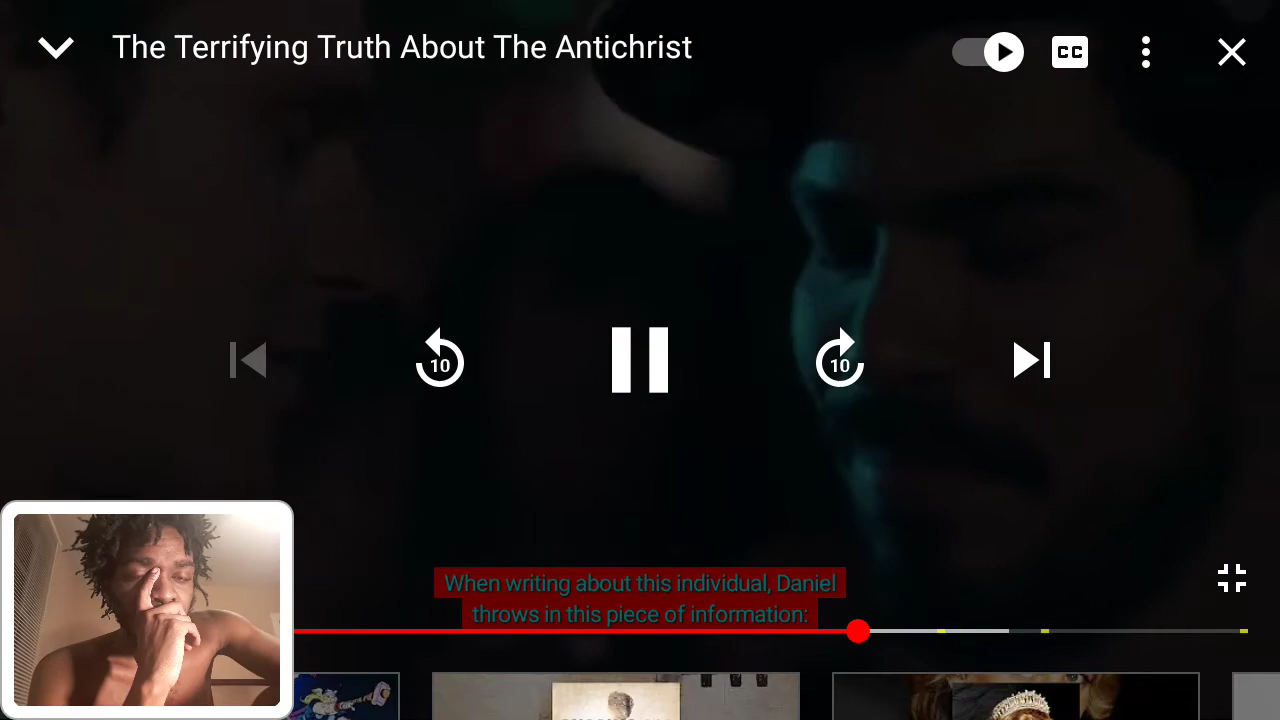 The Terrifying Truth About The Antichrist
CC
10
10
When writing about this individual, Daniel
throws in this piece of information: